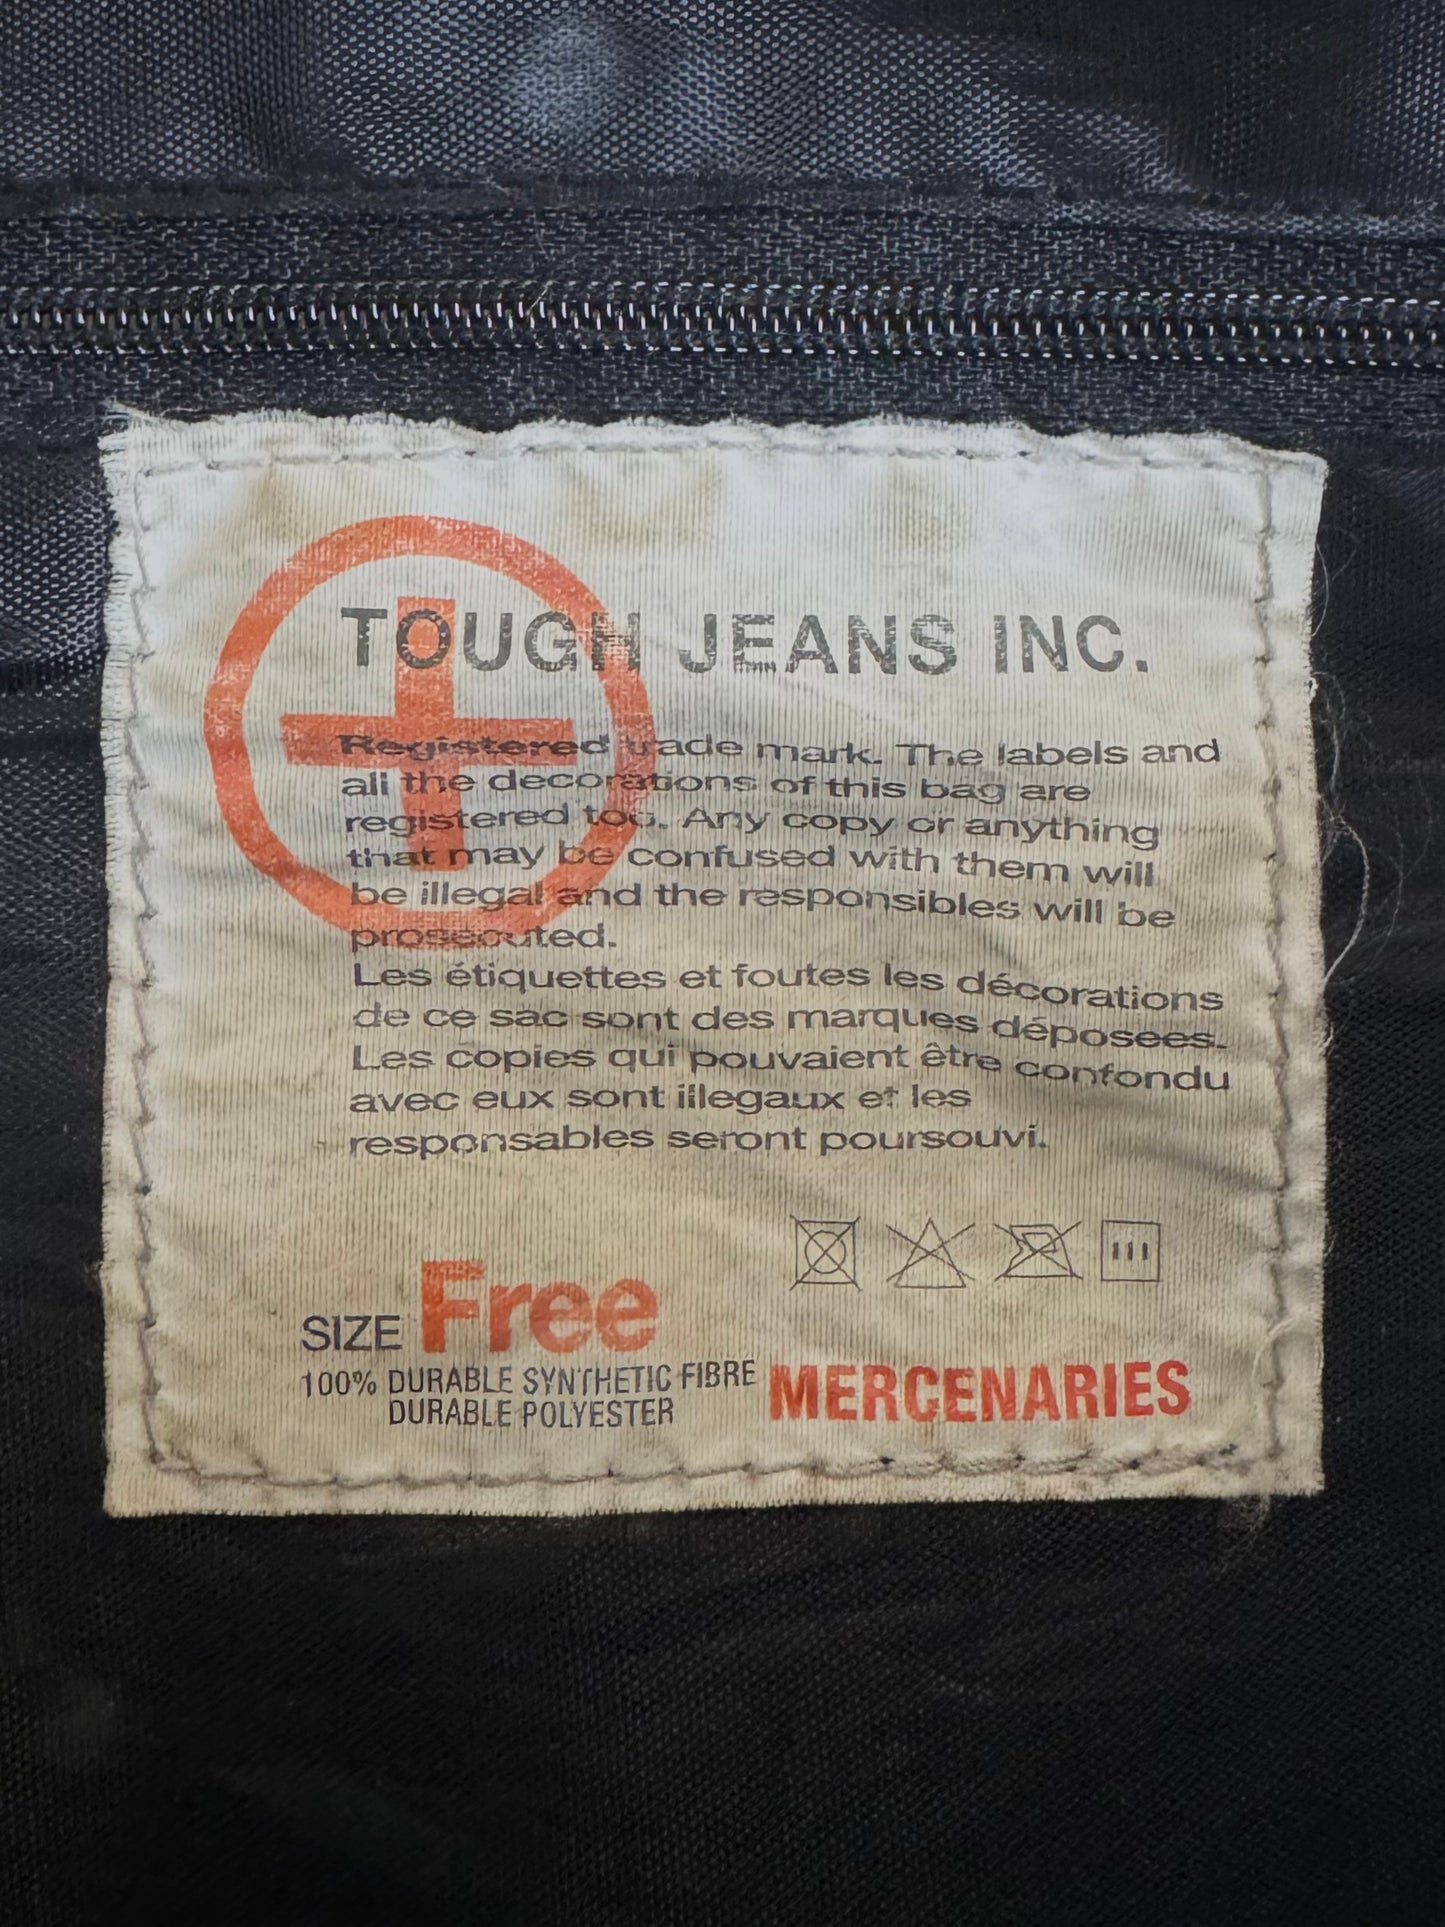 TOUGH JEANS INC.
Registered trade mark. The labels and
all the decorations of this bag are
registered too. Any copy or anything
that may be confused with them will
be illegal and the responsibles will be
prosecuted.
Les étiquettes et foutes les décorations
de ce sac sont des marques déposees.
Les copies qui pouvaient être confondu
avec eux sont illegaux et les
responsables seront poursouvi.
SIZE Free
100% DURABLE SYNTHETIC FIBRE
DURABLE POLYESTER
MERCENARIES